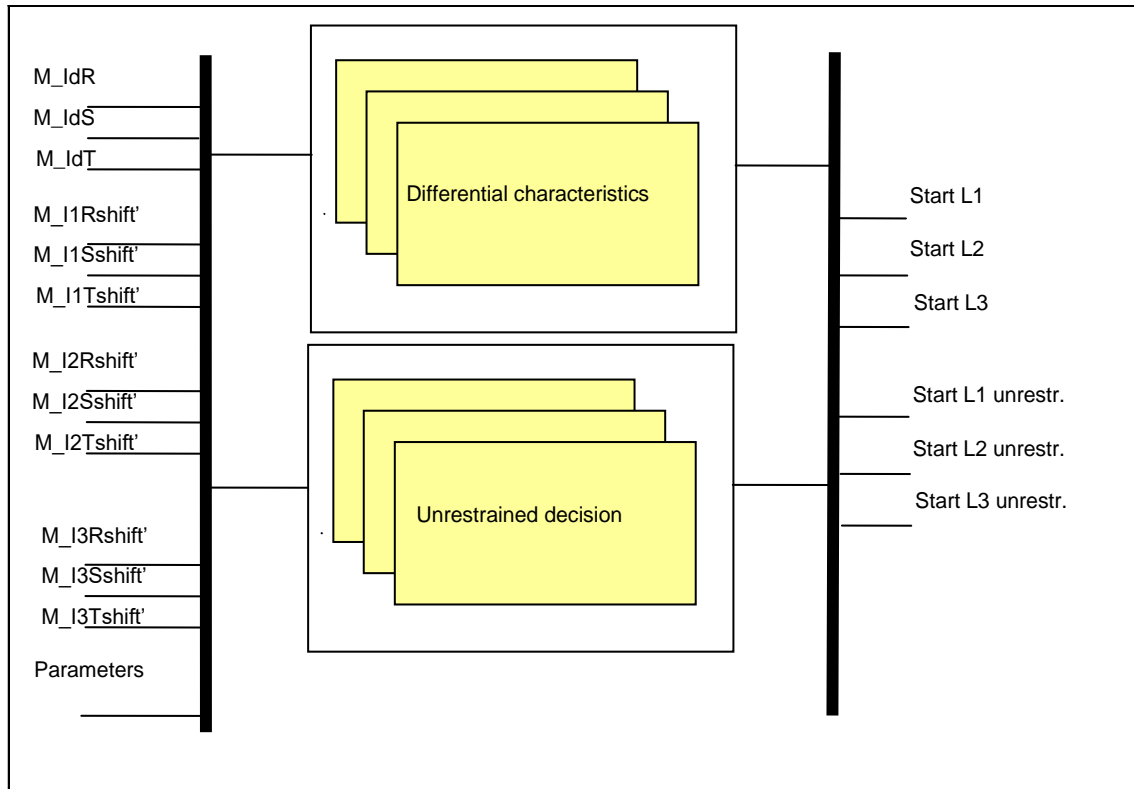 M_IdR
M_IdS
M_IdT
M_I1Rshift’
M_I1Sshift’
M_I1Tshift’
M_I2Rshift’
M_I2Sshift’
M_I2Tshift’
M_I3Rshift’
M_I3Sshift’
M_I3Tshift’
Parameters
Differential characteristics
.
Unrestrained decision
.
Start L1
Start L2
Start L3
Start L1 unrestr.
Start L2 unrestr.
Start L3 unrestr.